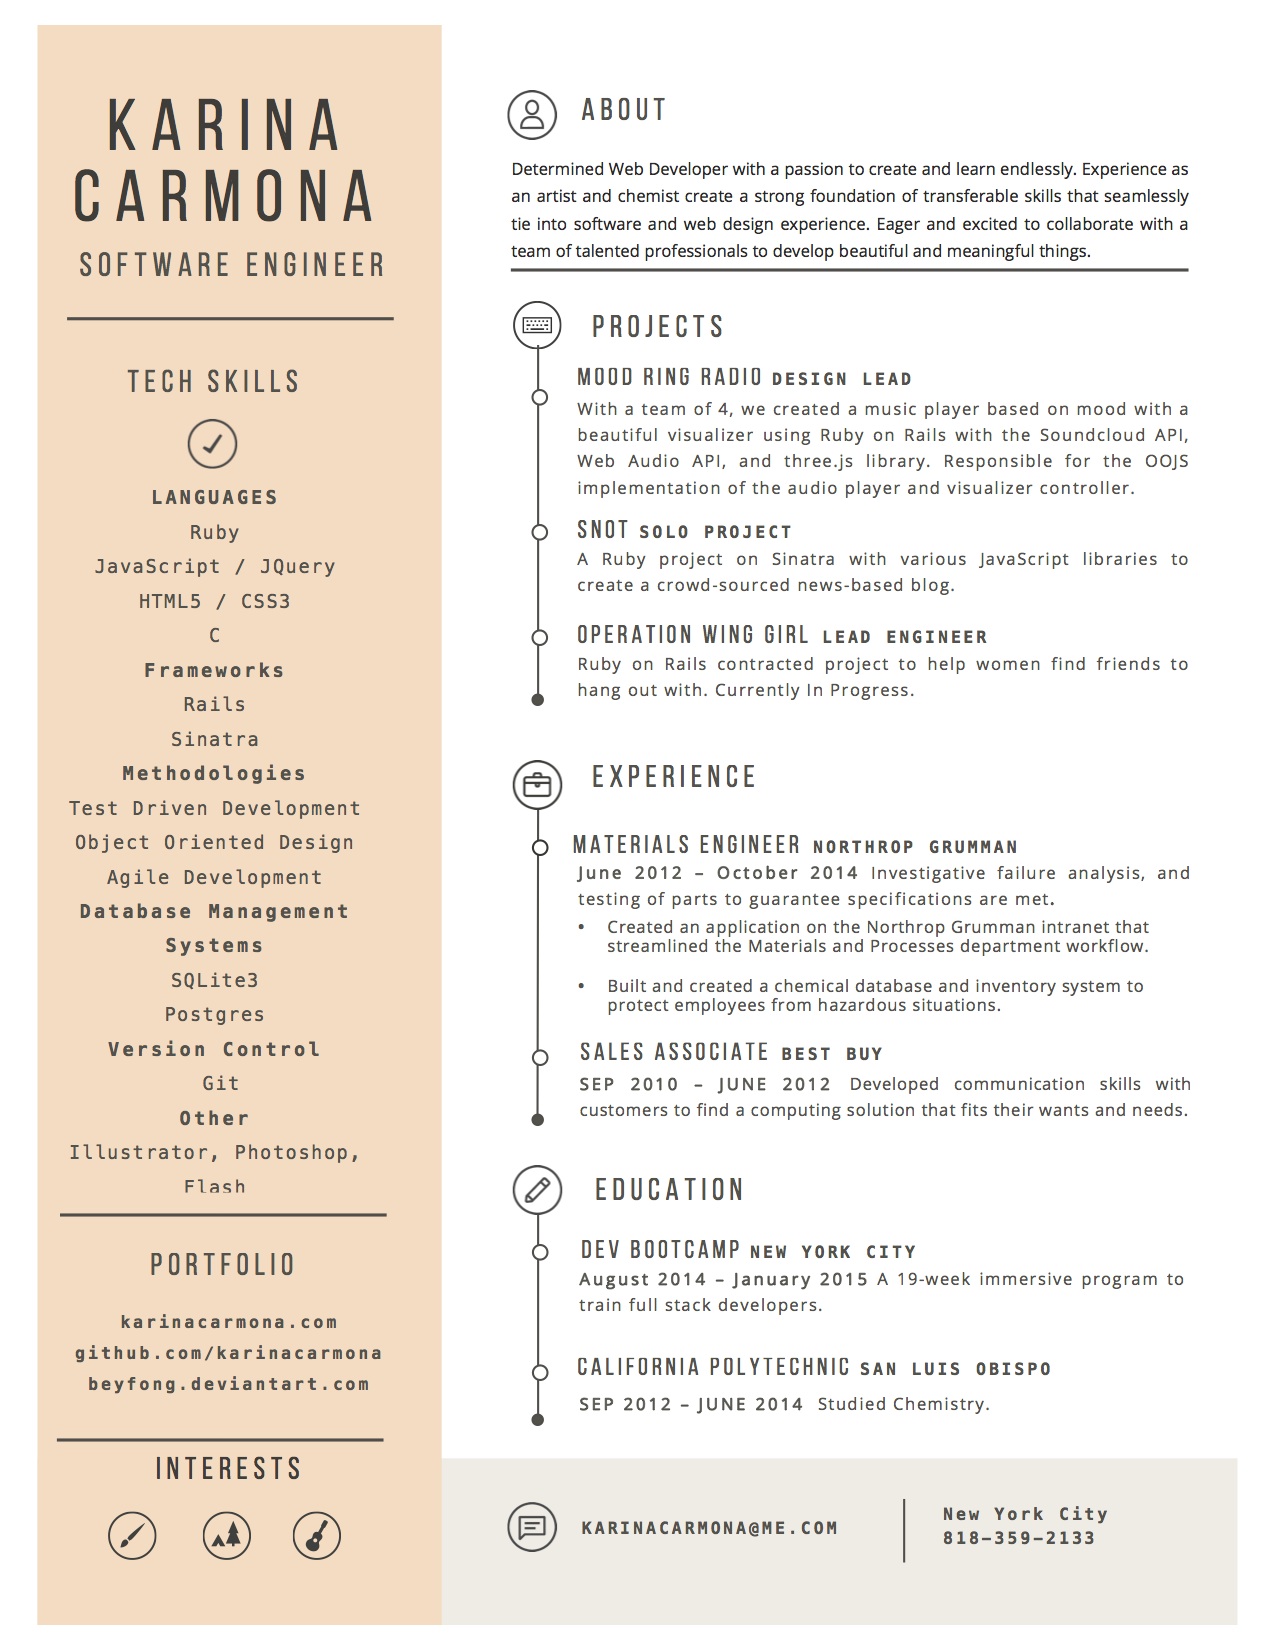 KARINA
CARMONA
SOFTWARE ENGINEER
TECH SKILLS
LANGUAGES
Ruby
JavaScript / JQuery
HTML5 / CSS3
C
Frameworks
Rails
Sinatra
Methodologies
Test Driven Development
Object Oriented Design
Agile Development
Database Management
Systems
SQLite3
Postgres
Version Control
Git
Other
Illustrator, Photoshop,
Flash
PORTFOLIO
karinacarmona.com
github.com/karinacarmona
beyfong.deviantart.com
INTERESTS
ABOUT
Determined Web Developer with a passion to create and learn endlessly. Experience as
an artist and chemist create a strong foundation of transferable skills that seamlessly
tie into software and web design experience. Eager and excited to collaborate with a
team of talented professionals to develop beautiful and meaningful things.
PROJECTS
MOOD RING RADIO DESIGN LEAD
With a team of 4, we created a music player based on mood with a
beautiful visualizer using Ruby on Rails with the Soundcloud API,
Web Audio API, and three.js library. Responsible for the OOJS
implementation of the audio player and visualizer controller.
SNOT SOLO PROJECT
A Ruby project on Sinatra with various JavaScript libraries to
create a crowd-sourced news-based blog.
OPERATION WING GIRL LEAD ENGINEER
Ruby on Rails contracted project to help women find friends to
hang out with. Currently In Progress.
EXPERIENCE
MATERIALS ENGINEER NORTHROP GRUMMAN
June 2012 – October 2014 Investigative failure analysis, and
testing of parts to guarantee specifications are met.
• Created an application on the Northrop Grumman intranet that
streamlined the Materials and Processes department workflow.
• Built and created a chemical database and inventory system to
protect employees from hazardous situations.
SALES ASSOCIATE BEST BUY
SEP 2010 – JUNE 2012 Developed communication skills with
customers to find a computing solution that fits their wants and needs.
EDUCATION
DEV BOOTCAMP NEW YORK CITY
August 2014 – January 2015 A 19-week immersive program to
train full stack developers.
CALIFORNIA POLYTECHNIC SAN LUIS OBISPO
SEP 2012 – JUNE 2014 Studied Chemistry.
KARINACARMONA@ME.COM
New York City
818-359-2133